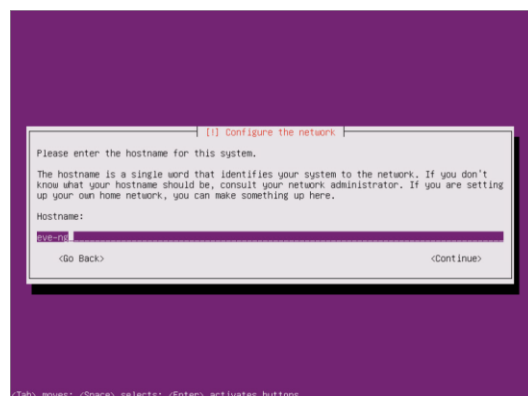 [!] Configure the network
Please enter the hostname for this system.
The hostname is a single word that identifies your system to the network. If you don't
know what your hostname should be, consult your network administrator. If you are setting
up your own home network, you can make something up here.
Hostname:
eve-ng
<Go Back> <Continue>
<Tab> moves; <Space> selects; <Enter> activates buttons